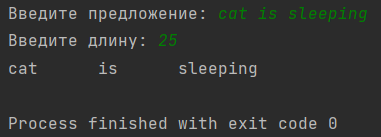 Введите предложение: cat is sleeping
Введите длину: 25
cat      is      sleeping
Process finished with exit code 0